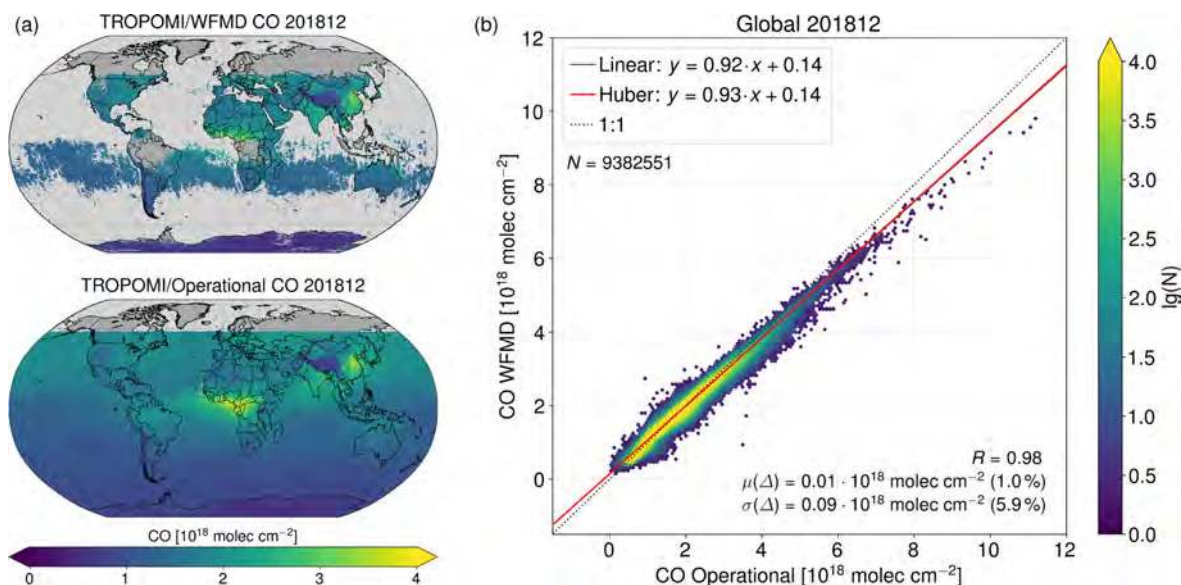 (a)
TROPOMI/WFMD CO 201812
TROPOMI/Operational CO 201812
CO [10¹⁸ molec cm⁻²]
0 1 2 3 4
(b)
Global 201812
Linear: y = 0.92·x + 0.14
Huber: y = 0.93·x + 0.14
1:1
N = 9382551
R = 0.98
μ(Δ) = 0.01 · 10¹⁸ molec cm⁻² (1.0 %)
σ(Δ) = 0.09 · 10¹⁸ molec cm⁻² (5.9 %)
CO WFMD [10¹⁸ molec cm⁻²]
12
10
8
6
4
2
0
0 2 4 6 8 10 12
CO Operational [10¹⁸ molec cm⁻²]
4.0
3.5
3.0
2.5
2.0
1.5
1.0
0.5
0.0
lg(N)